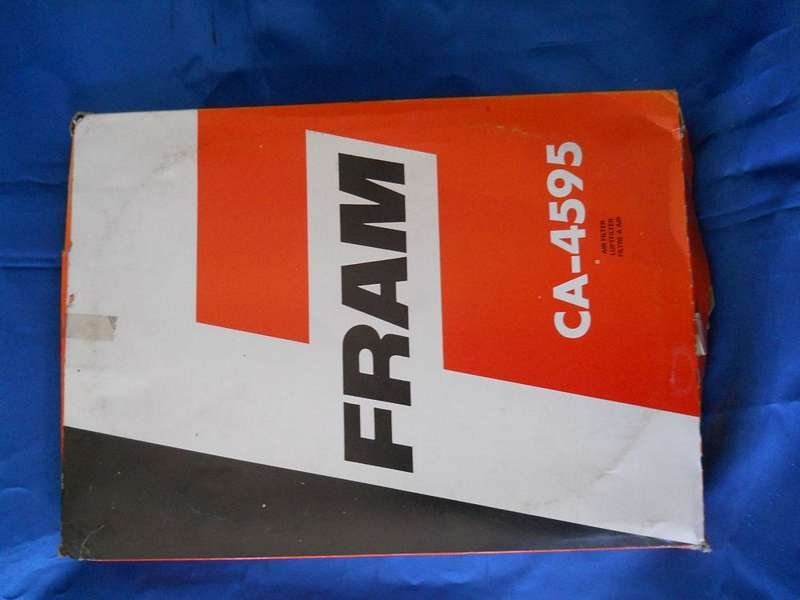 FRAM
CA-4595
AIR FILTER
LUFTFILTER
FILTRE À AIR